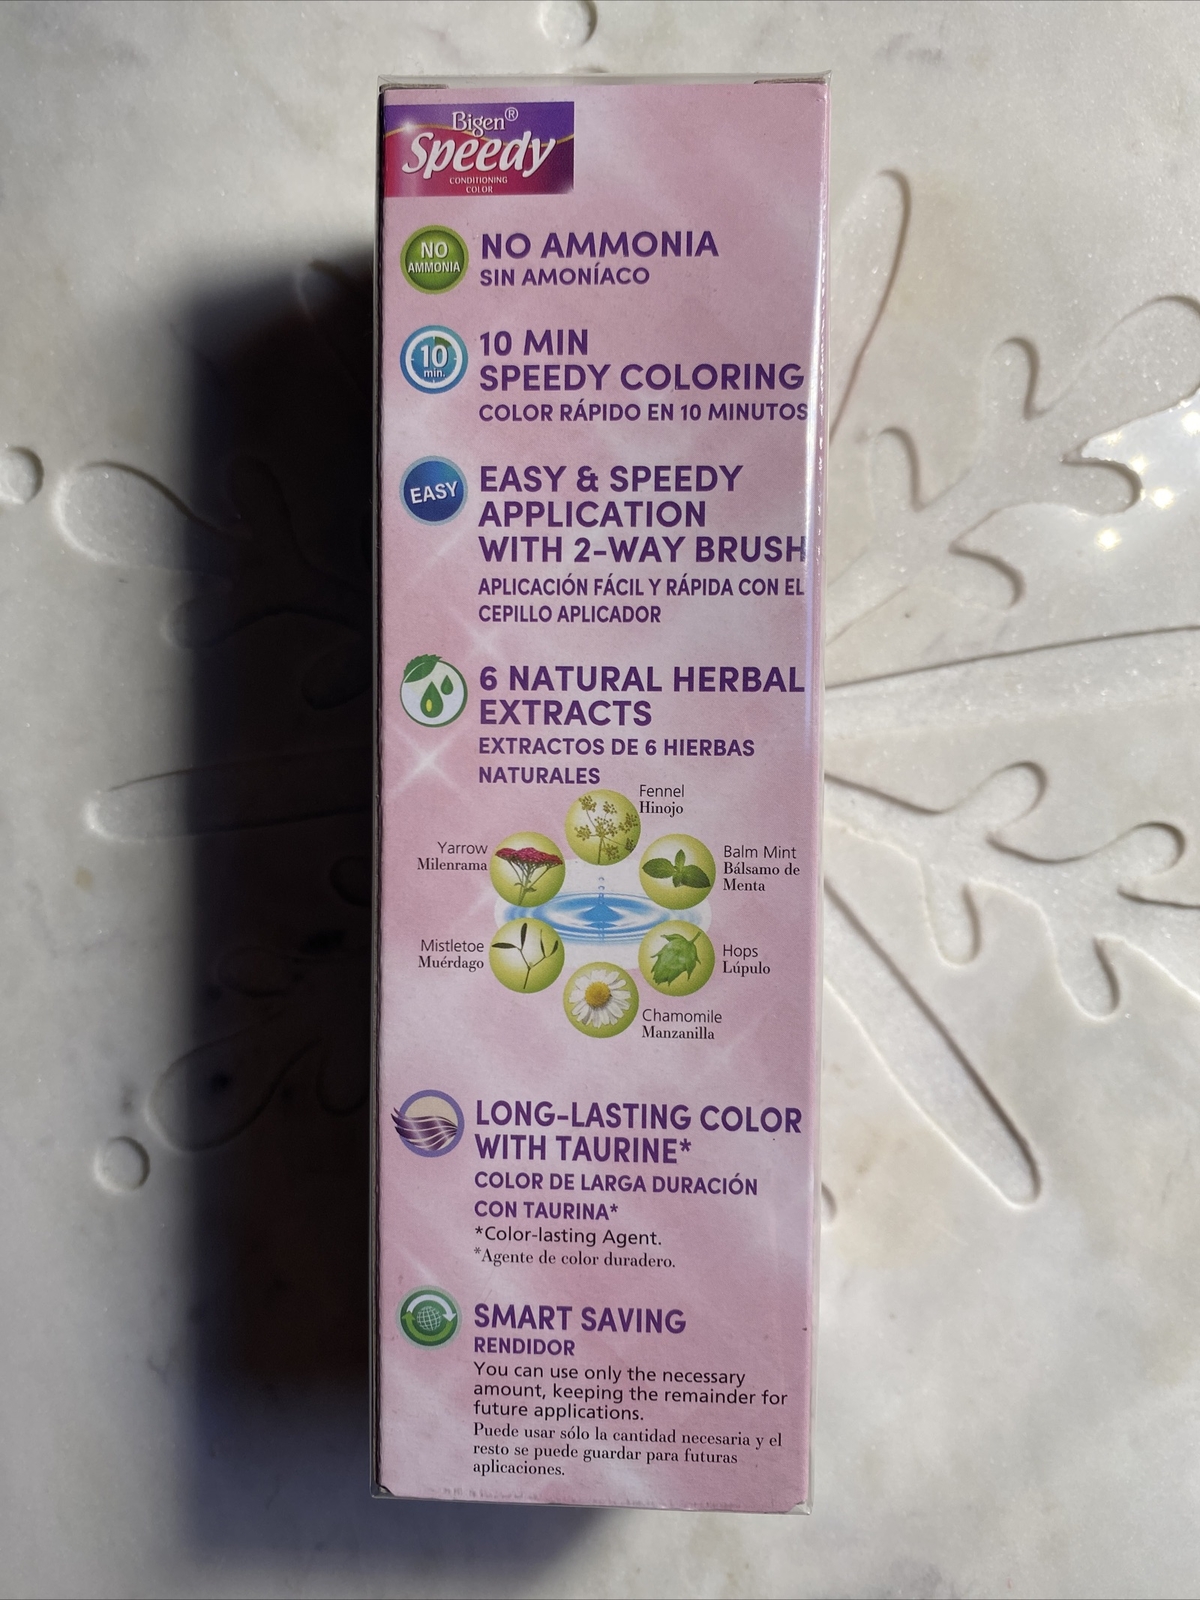 Bigen®
Speedy
CONDITIONING
COLOR
NO
AMMONIA
NO AMMONIA
SIN AMONÍACO
10
min.
10 MIN
SPEEDY COLORING
COLOR RÁPIDO EN 10 MINUTOS
EASY
EASY & SPEEDY
APPLICATION
WITH 2-WAY BRUSH
APLICACIÓN FÁCIL Y RÁPIDA CON EL
CEPILLO APLICADOR
6 NATURAL HERBAL
EXTRACTS
EXTRACTOS DE 6 HIERBAS
NATURALES
Fennel
Hinojo
Yarrow
Milenrama
Balm Mint
Bálsamo de
Menta
Mistletoe
Muérdago
Hops
Lúpulo
Chamomile
Manzanilla
LONG-LASTING COLOR
WITH TAURINE*
COLOR DE LARGA DURACIÓN
CON TAURINA*
*Color-lasting Agent.
*Agente de color duradero.
SMART SAVING
RENDIDOR
You can use only the necessary
amount, keeping the remainder for
future applications.
Puede usar sólo la cantidad necesaria y el
resto se puede guardar para futuras
aplicaciones.